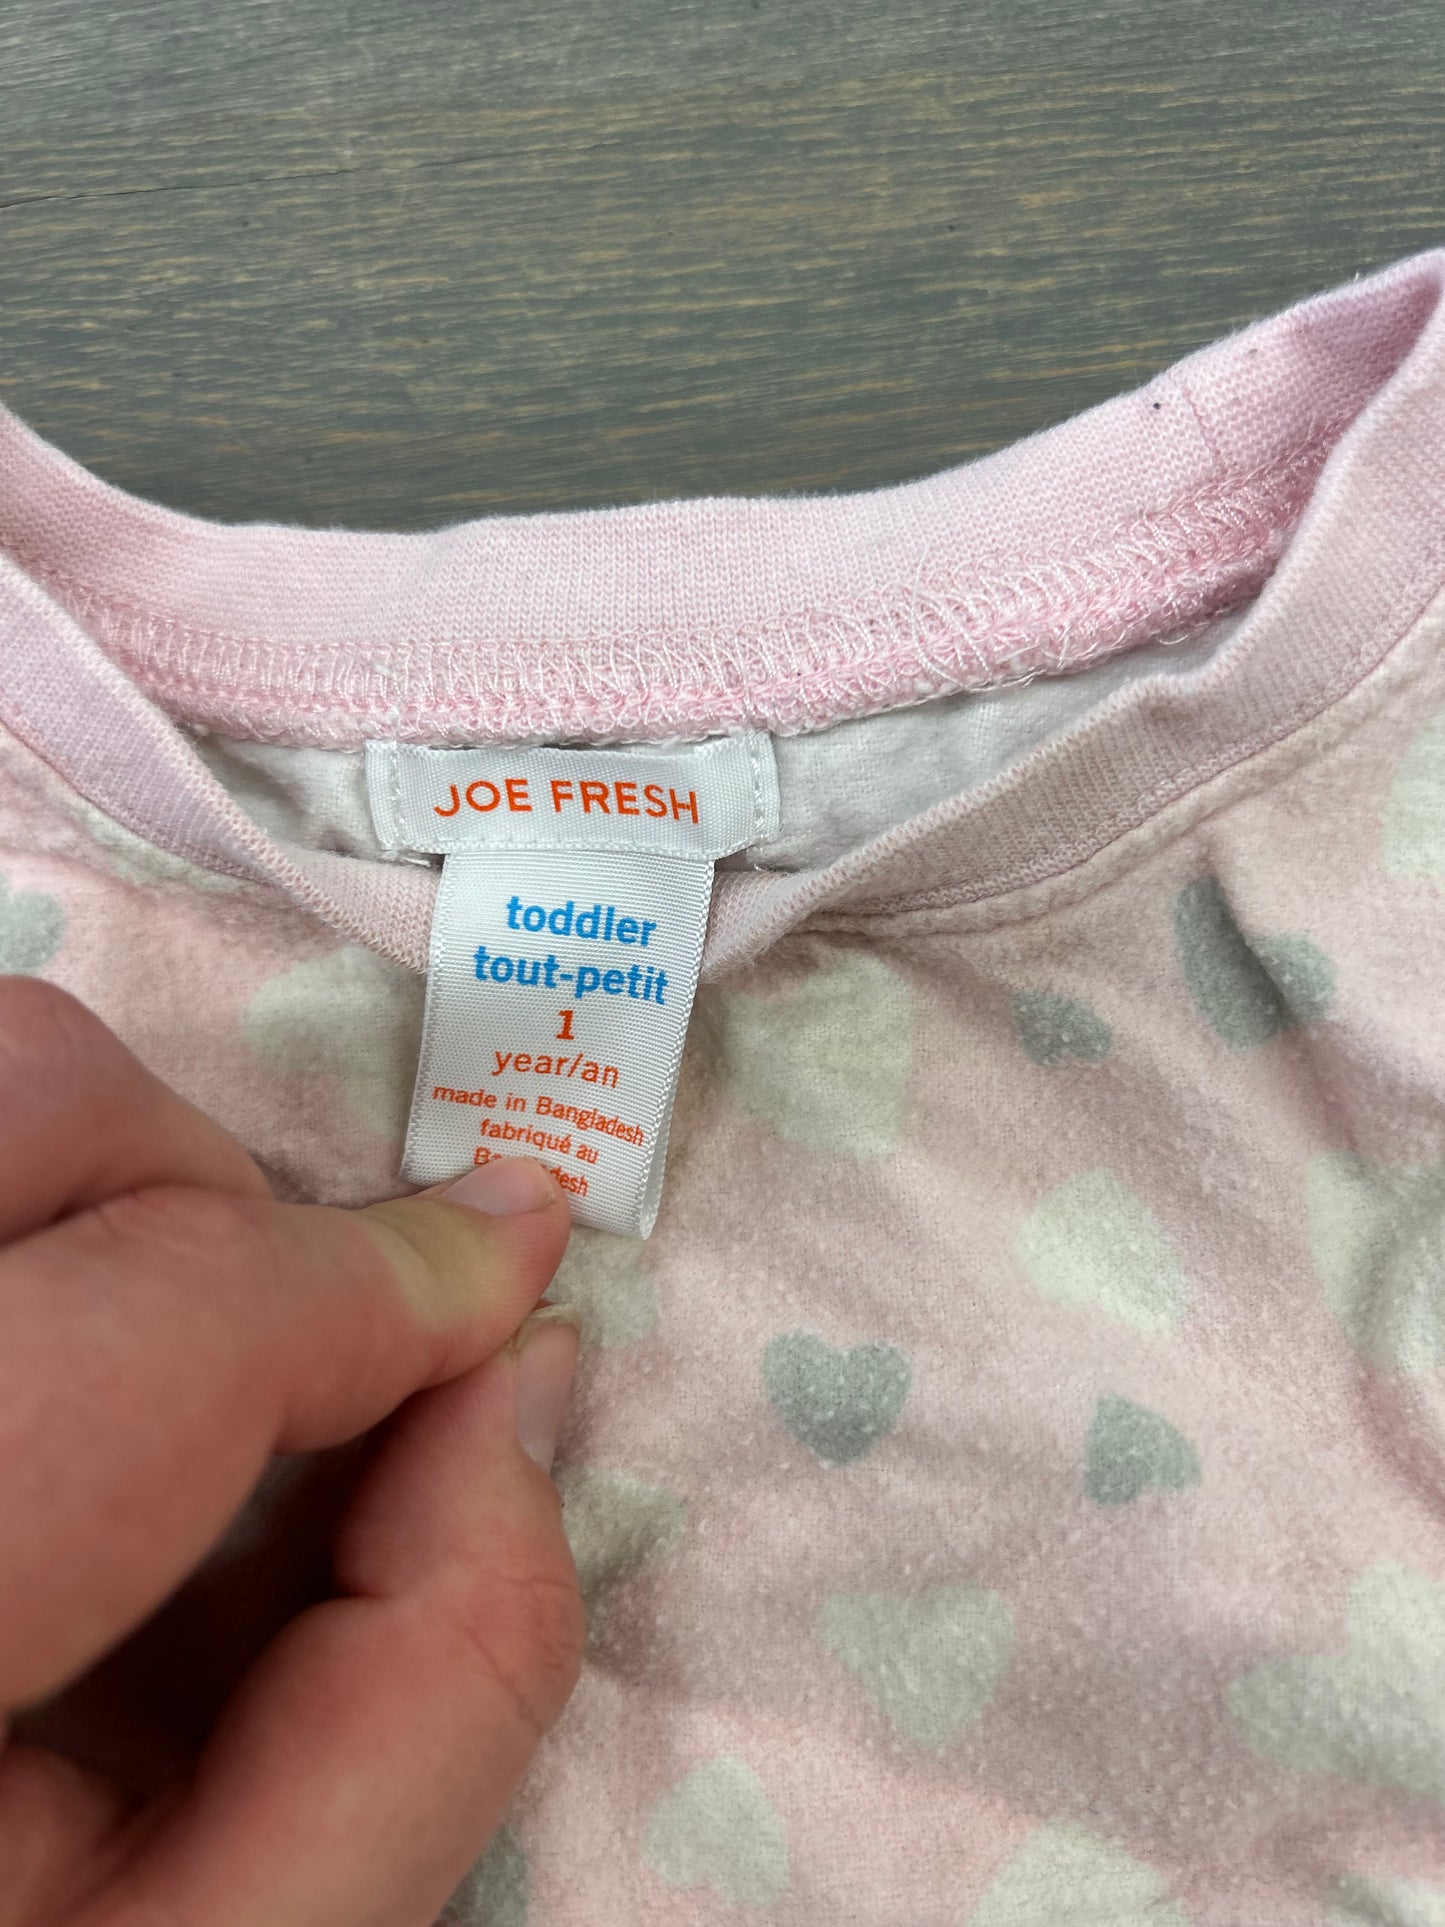 JOE FRESH
toddler
tout-petit
1
year/an
made in Bangladesh
fabriqué au